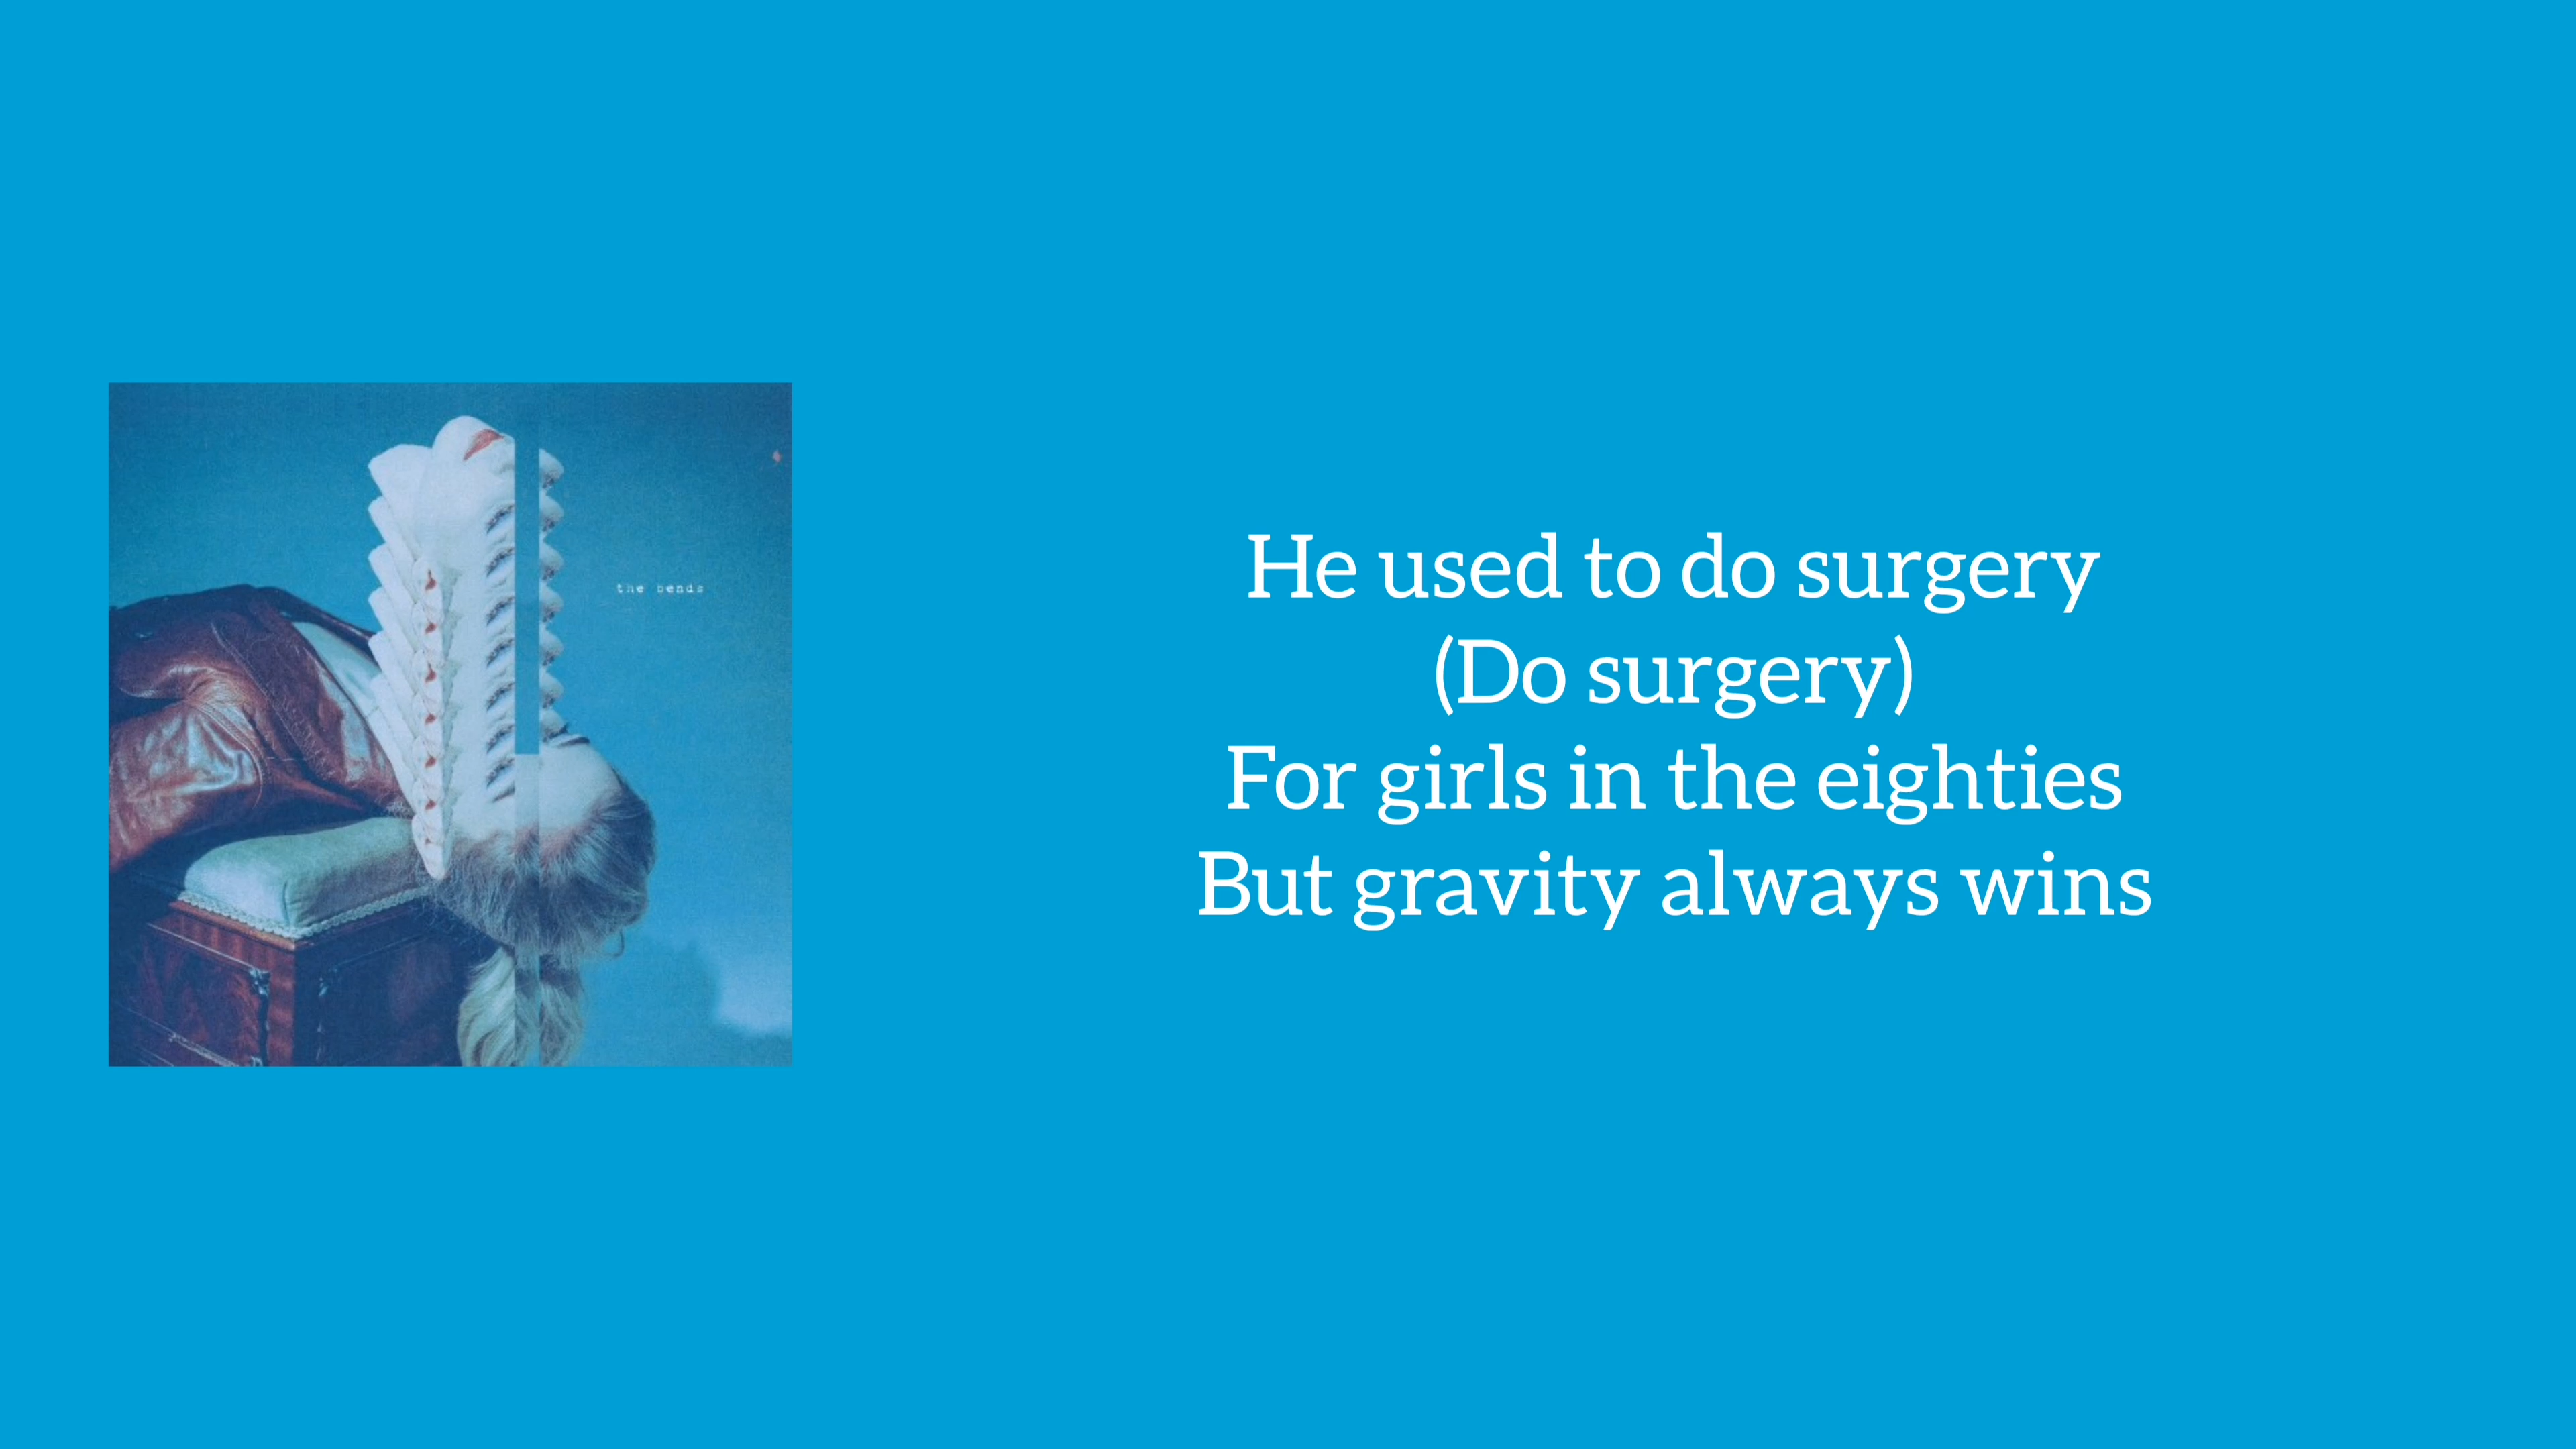 the bends
He used to do surgery
(Do surgery)
For girls in the eighties
But gravity always wins